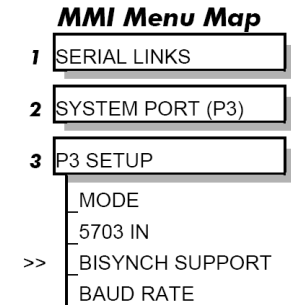 MMI Menu Map
1 SERIAL LINKS
2 SYSTEM PORT (P3)
3 P3 SETUP
MODE
5703 IN
>> BISYNCH SUPPORT
BAUD RATE